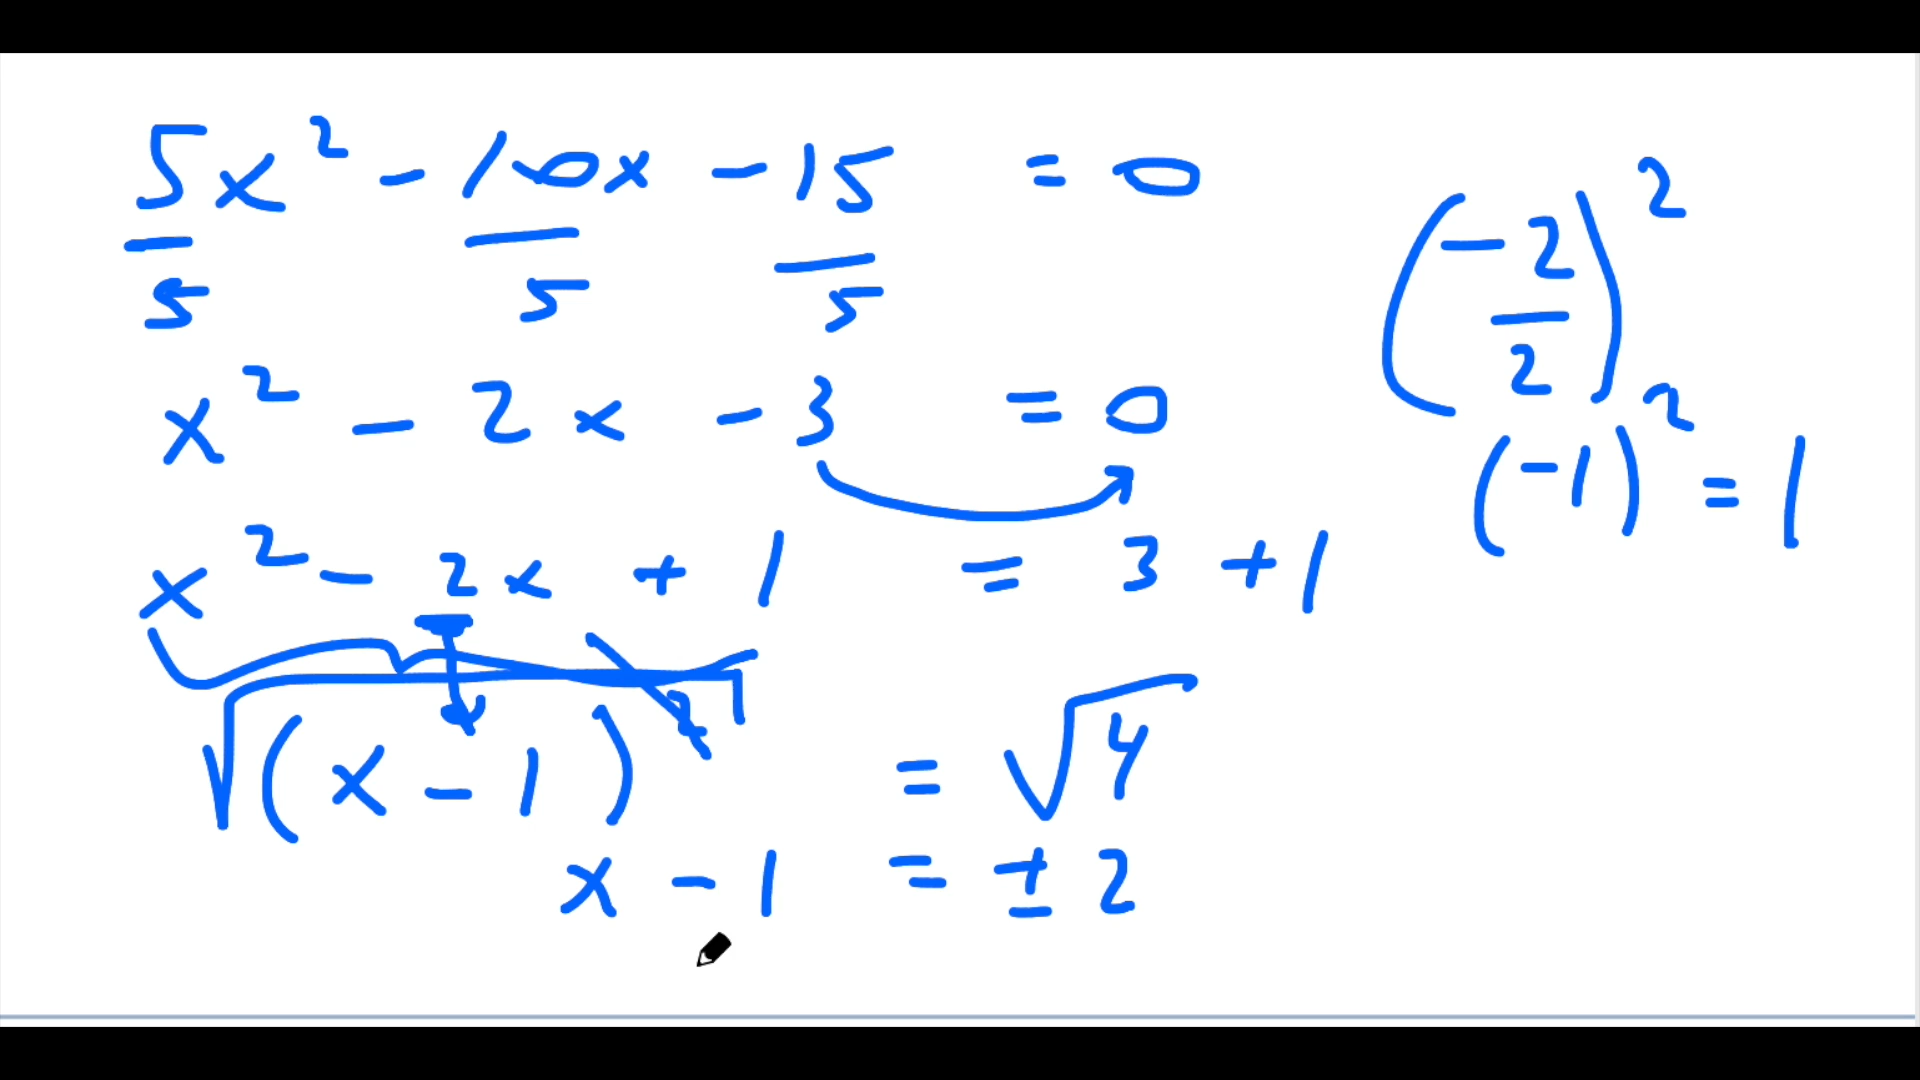 5x² - 10x - 15 = 0
5 5 5
x² - 2x - 3 = 0
x² - 2x + 1 = 3 + 1
√(x - 1)² = √4
x - 1 = ± 2
(-2/2)²
(-1)² = 1